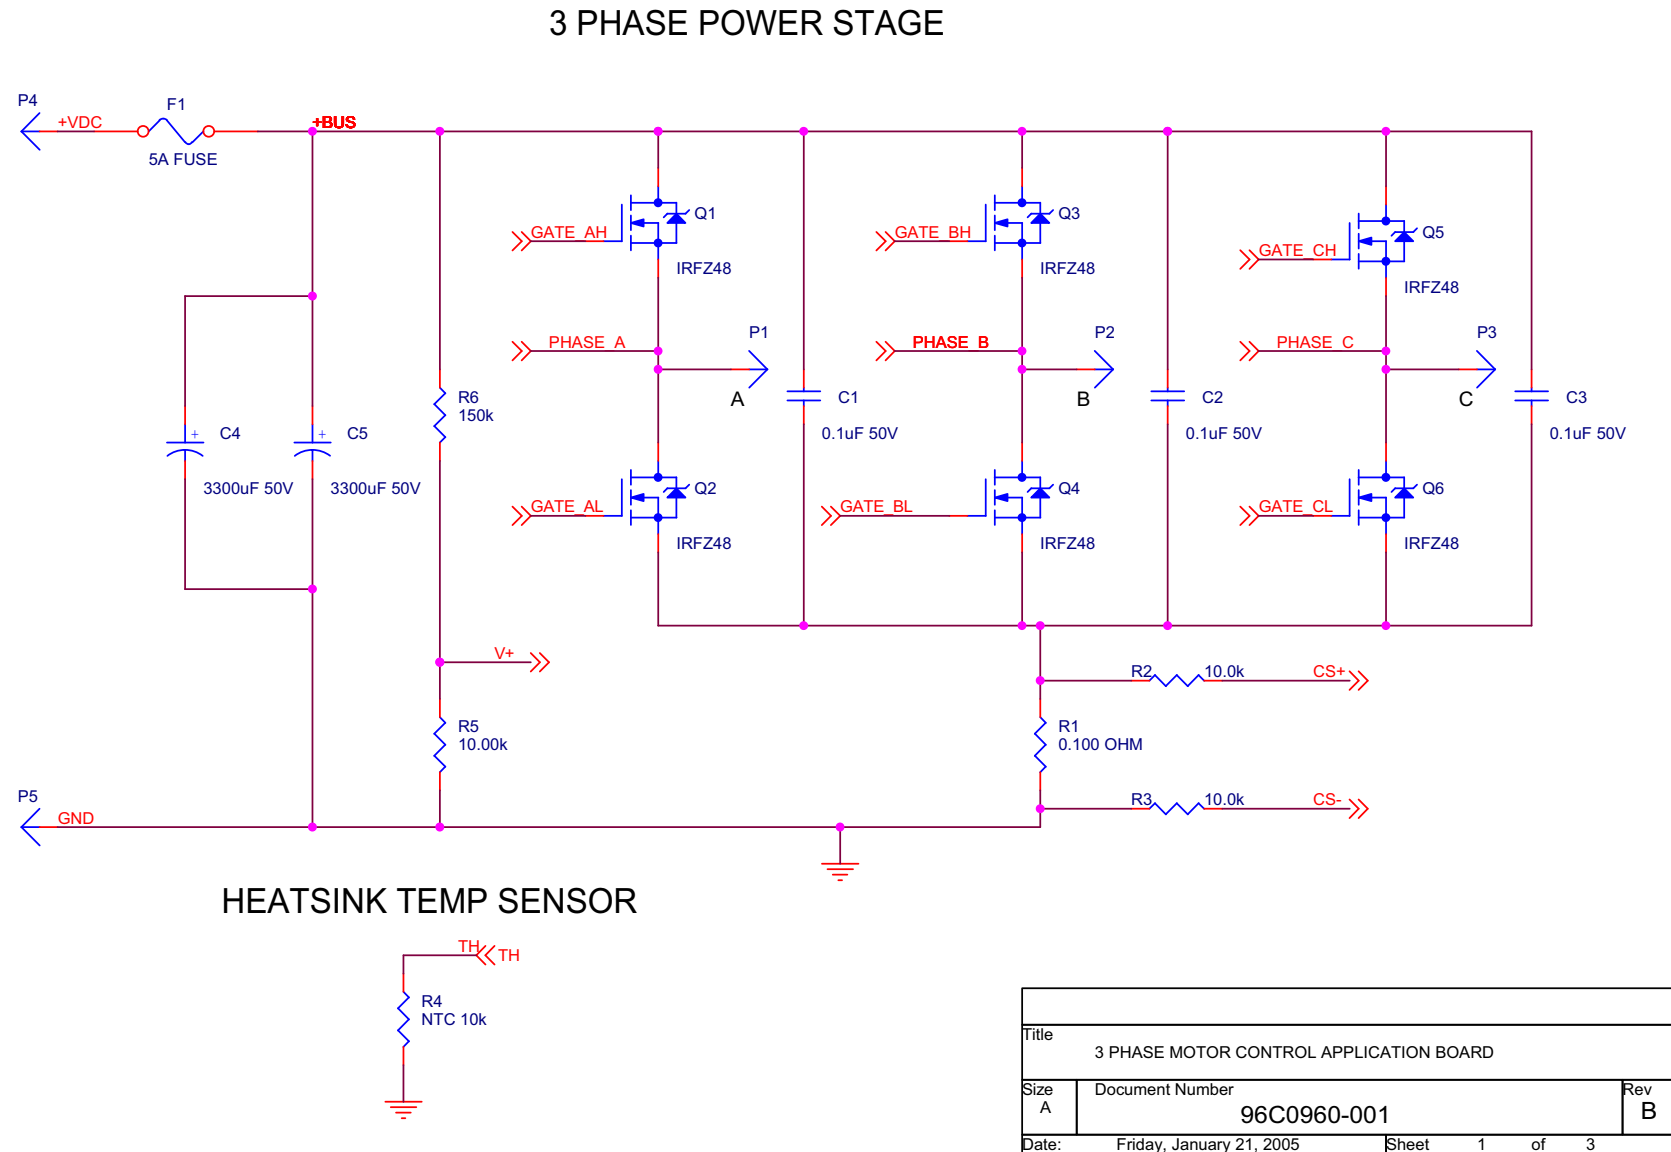 3 PHASE POWER STAGE
P4
+VDC
F1
5A FUSE
+BUS
GATE_AH
Q1
IRFZ48
GATE_BH
Q3
IRFZ48
GATE_CH
Q5
IRFZ48
PHASE_A
P1
A
PHASE_B
P2
B
PHASE_C
P3
C
R6
150k
C1
0.1uF 50V
C2
0.1uF 50V
C3
0.1uF 50V
+
C4
3300uF 50V
+
C5
3300uF 50V
GATE_AL
Q2
IRFZ48
GATE_BL
Q4
IRFZ48
GATE_CL
Q6
IRFZ48
V+
R2
10.0k
CS+
R5
10.00k
R1
0.100 OHM
R3
10.0k
CS-
P5
GND
HEATSINK TEMP SENSOR
TH
TH
R4
NTC 10k
Title
3 PHASE MOTOR CONTROL APPLICATION BOARD
Size
A
Document Number
96C0960-001
Rev
B
Date: Friday, January 21, 2005
Sheet 1 of 3